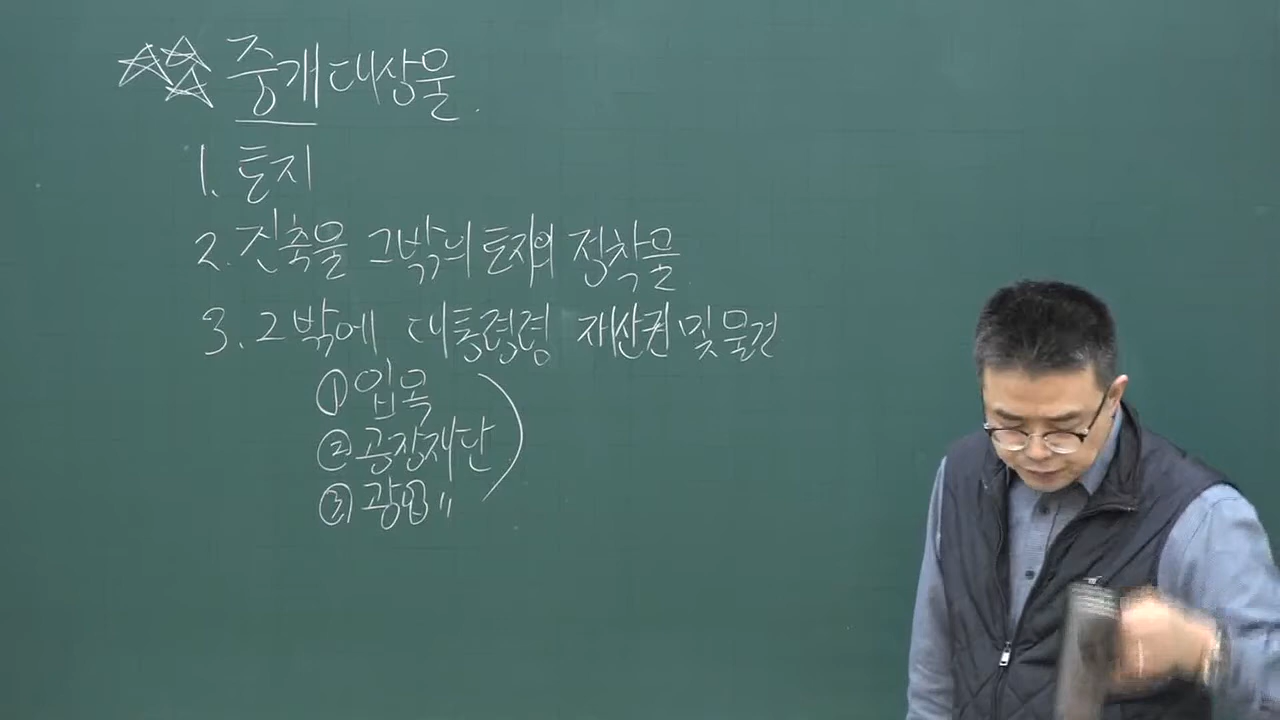 중개대상물.
1. 토지
2. 건축물 그밖의 토지의 정착물.
3. 그밖에 대통령령 재산권 및 물건
① 입목
② 공장재단
③ 광업 〃